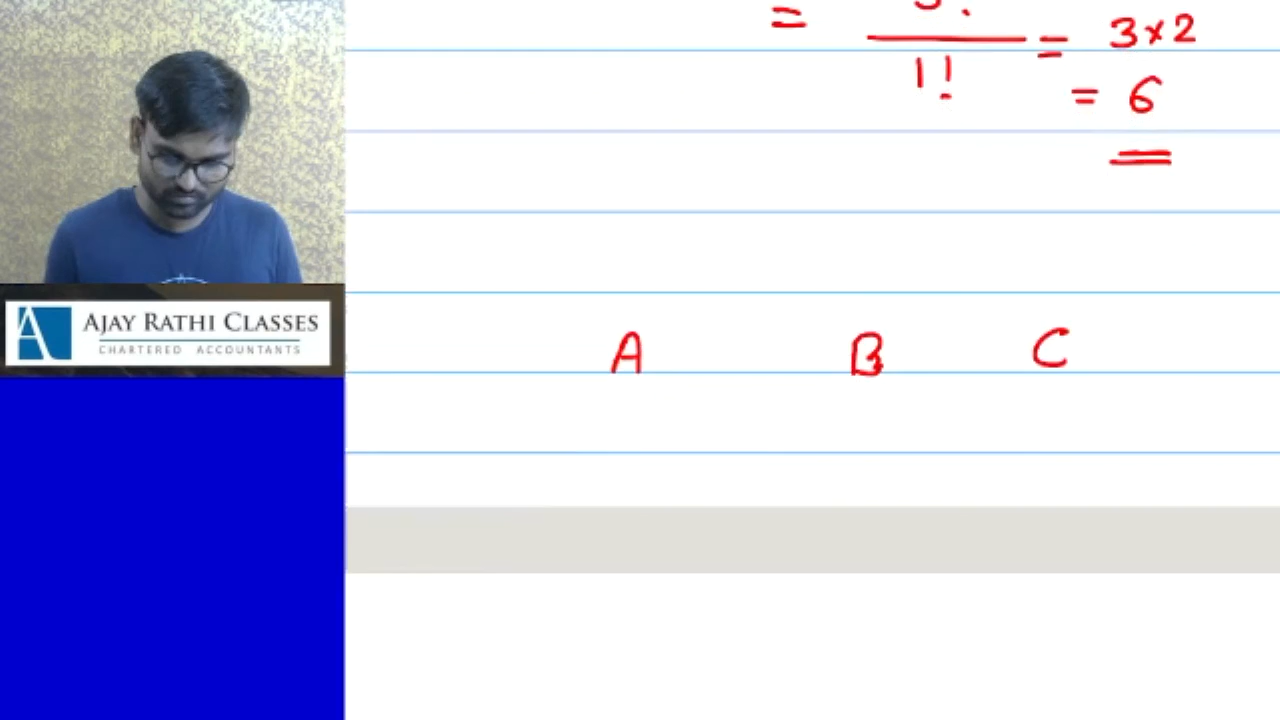 = 3!
1! = 3×2
= 6
A B C
AJAY RATHI CLASSES
CHARTERED ACCOUNTANTS